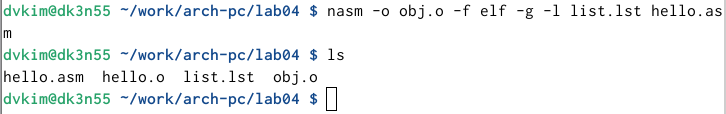 dvkim@dk3n55 ~/work/arch-pc/lab04 $ nasm -o obj.o -f elf -g -l list.lst hello.as
m
dvkim@dk3n55 ~/work/arch-pc/lab04 $ ls
hello.asm  hello.o  list.lst  obj.o
dvkim@dk3n55 ~/work/arch-pc/lab04 $